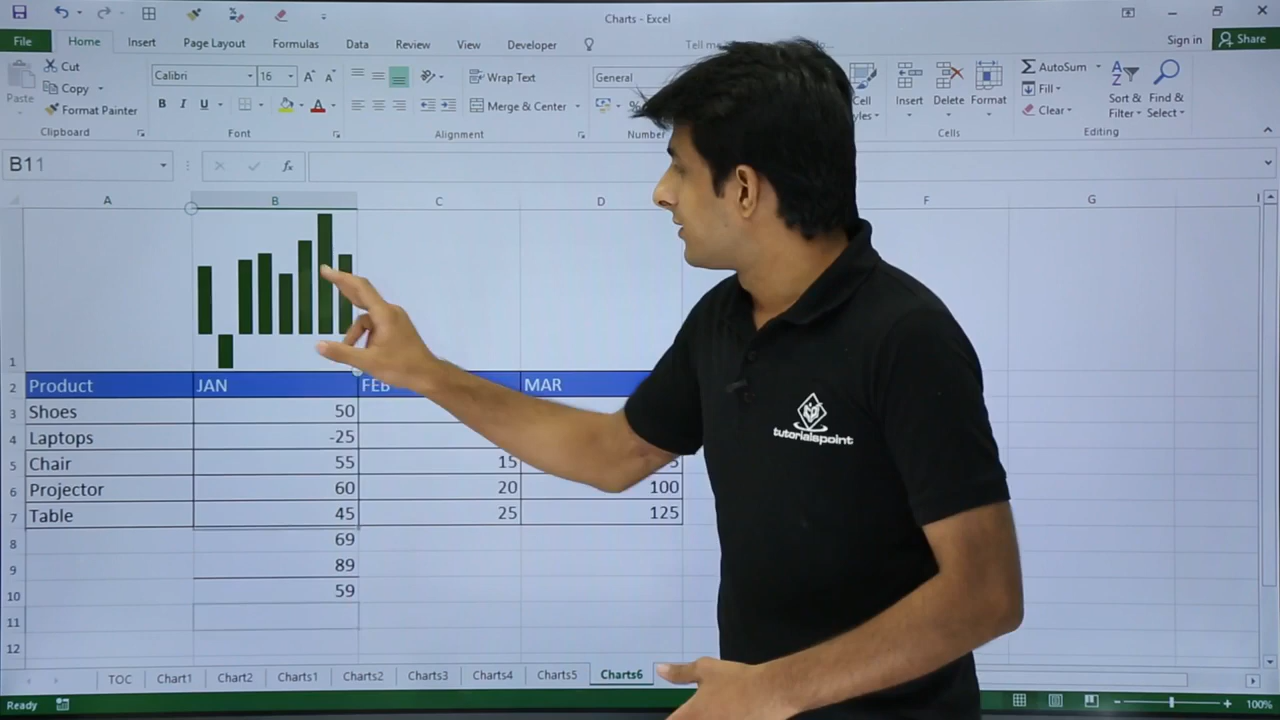 Charts - Excel
File Home Insert Page Layout Formulas Data Review View Developer Tell me
Sign in Share
Cut
Copy
Format Painter
Paste
Calibri 16
B I U
Wrap Text
Merge & Center
General
%
Cell
Insert Delete Format
AutoSum
Fill
Clear
Sort & Filter
Find & Select
Clipboard Font Alignment Number Cells Editing
B11 fx
A B C D F G
1
2 Product JAN FEB MAR
3 Shoes 50
4 Laptops -25
5 Chair 55 15
6 Projector 60 20 100
7 Table 45 25 125
8 69
9 89
10 59
11
12
tutorialspoint
TOC Chart1 Chart2 Charts1 Charts2 Charts3 Charts4 Charts5 Charts6
Ready 100%